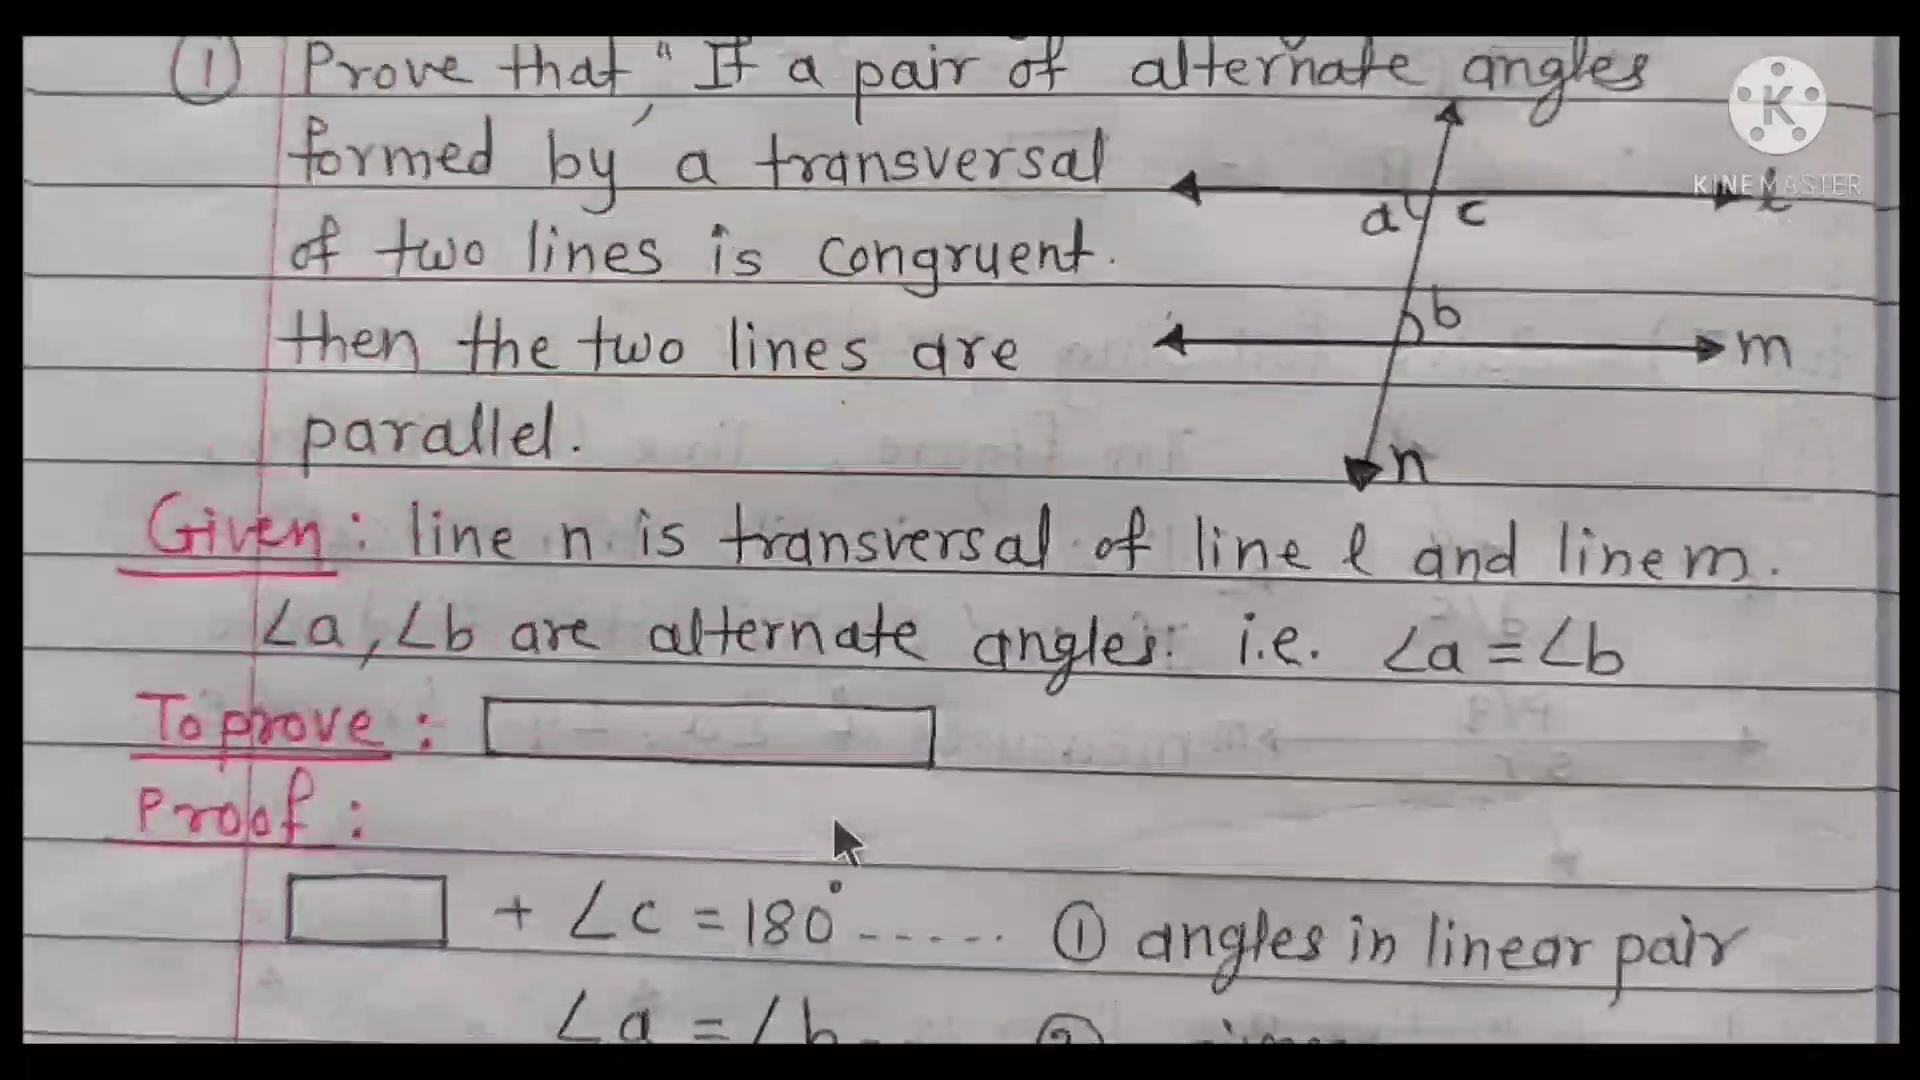 ① Prove that " If a pair of alternate angles
formed by a transversal
of two lines is congruent.
then the two lines are
parallel.
a c
b
m
n
K
KINEMASTER
Given: line n is transversal of line l and line m.
∠a, ∠b are alternate angles. i.e. ∠a = ∠b
To prove :
Proof :
+ ∠c = 180° ..... ① angles in linear pair
∠a = ∠b